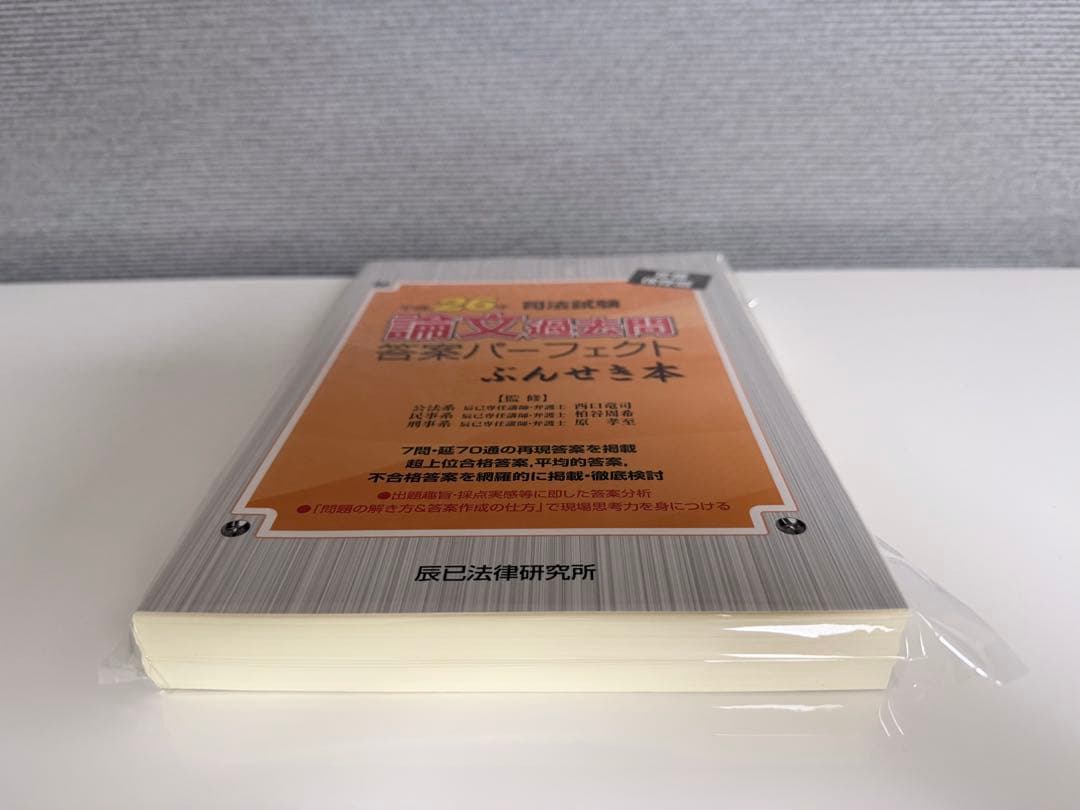 平成26年 司法試験
論文過去問
答案パーフェクト
ぶんせき本
【監修】
公法系 辰已専任講師・弁護士 西口竜司
民事系 辰已専任講師・弁護士 柏谷周希
刑事系 辰已専任講師・弁護士 原 孝至
7問・延70通の再現答案を掲載
超上位合格答案,平均的答案,
不合格答案を網羅的に掲載・徹底検討
●出題趣旨・採点実感等に即した答案分析
●「問題の解き方&答案作成の仕方」で現場思考力を身につける
辰已法律研究所